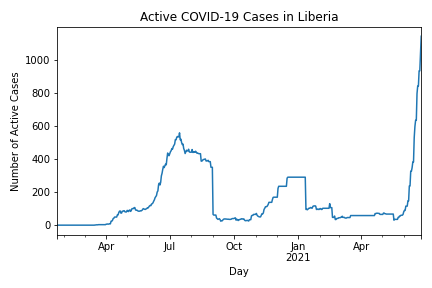 Active COVID-19 Cases in Liberia
Number of Active Cases
1000
800
600
400
200
0
Apr
Jul
Oct
Jan
2021
Apr
Day